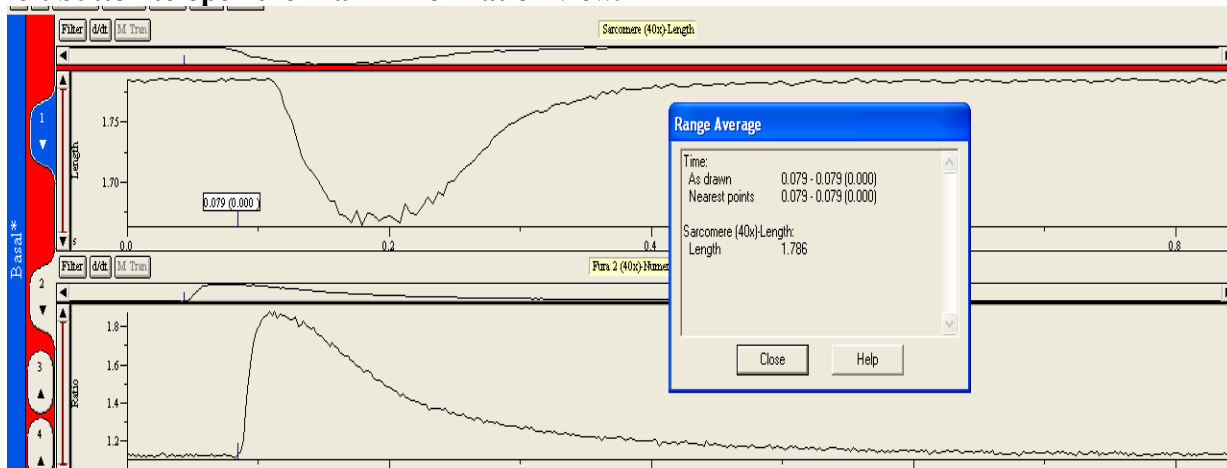 Filter d/dt M Tran
Sarcomere (40x)-Length
1
Length
1.75
1.70
0.079 (0.000 )
s
0.0
0.2
0.4
0.8
Range Average
Time:
As drawn 0.079 - 0.079 (0.000)
Nearest points 0.079 - 0.079 (0.000)
Sarcomere (40x)-Length:
Length 1.786
Close
Help
Basal*
2
Filter d/dt M Tran
Fura 2 (40x)-Numer
3
4
Ratio
1.8
1.6
1.4
1.2